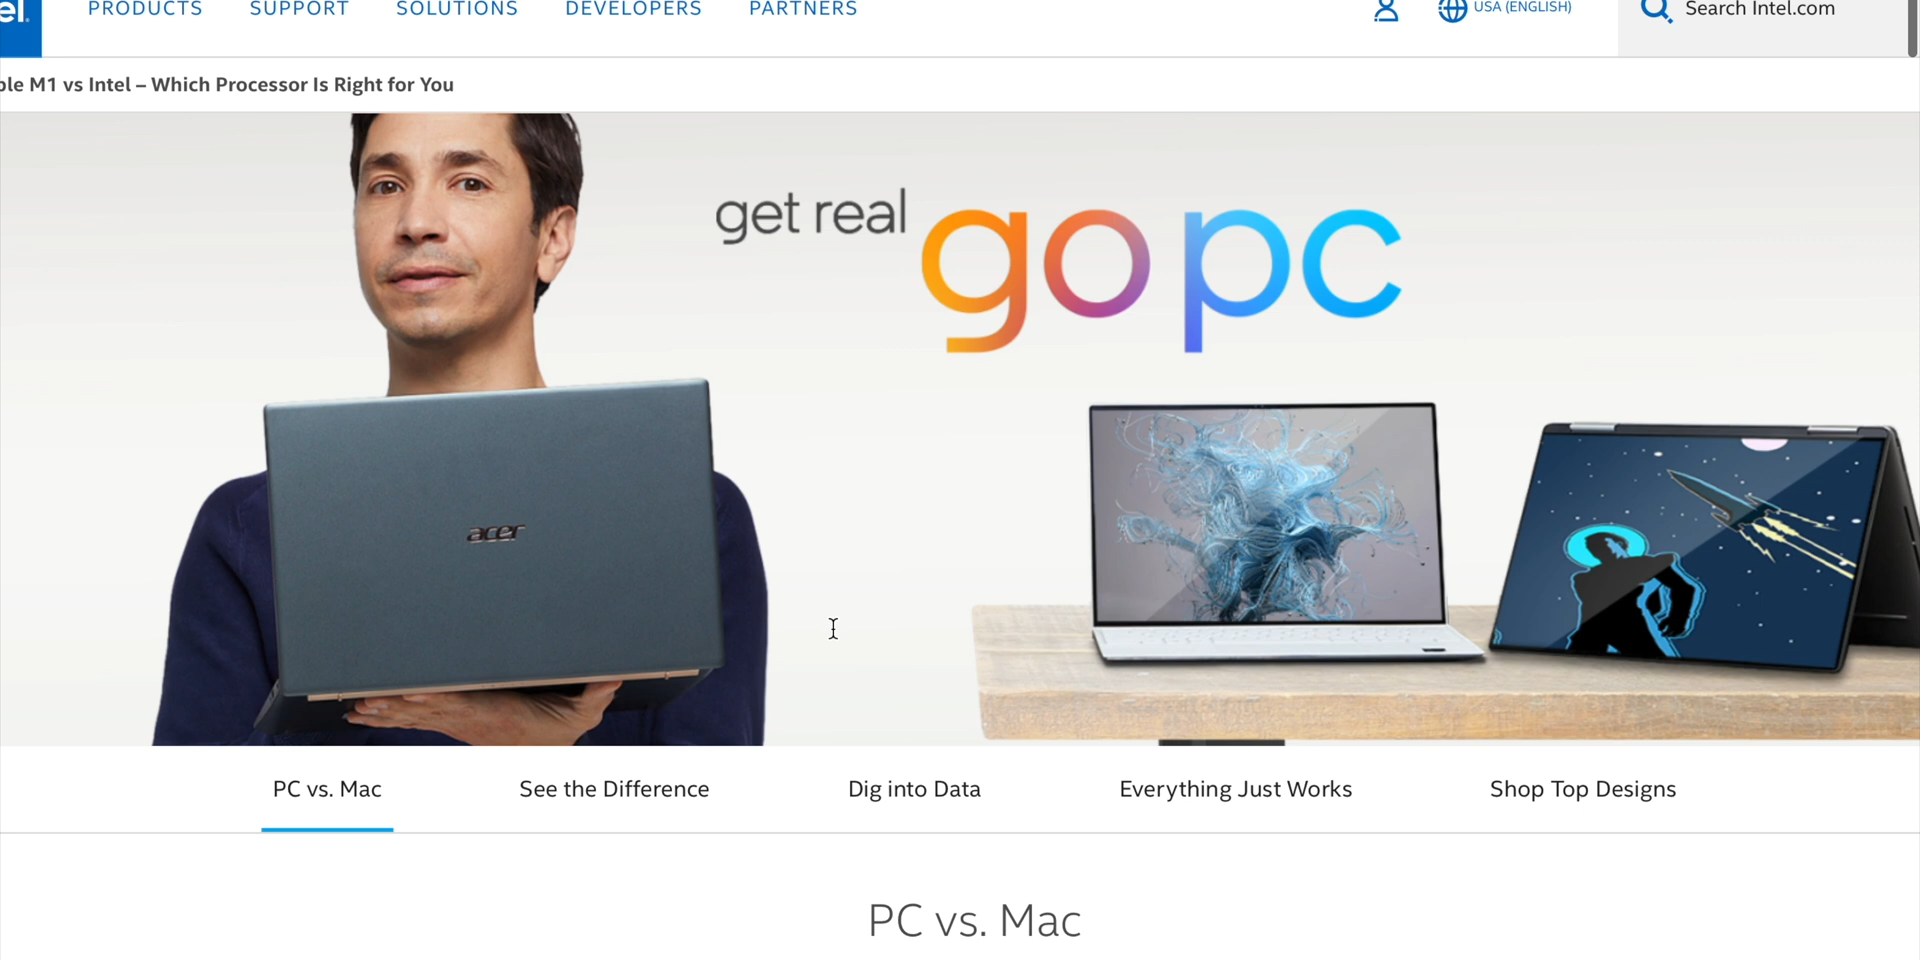 el.
PRODUCTS SUPPORT SOLUTIONS DEVELOPERS PARTNERS USA (ENGLISH) Search Intel.com
ple M1 vs Intel – Which Processor Is Right for You
get real
go pc
acer
PC vs. Mac See the Difference Dig into Data Everything Just Works Shop Top Designs
PC vs. Mac